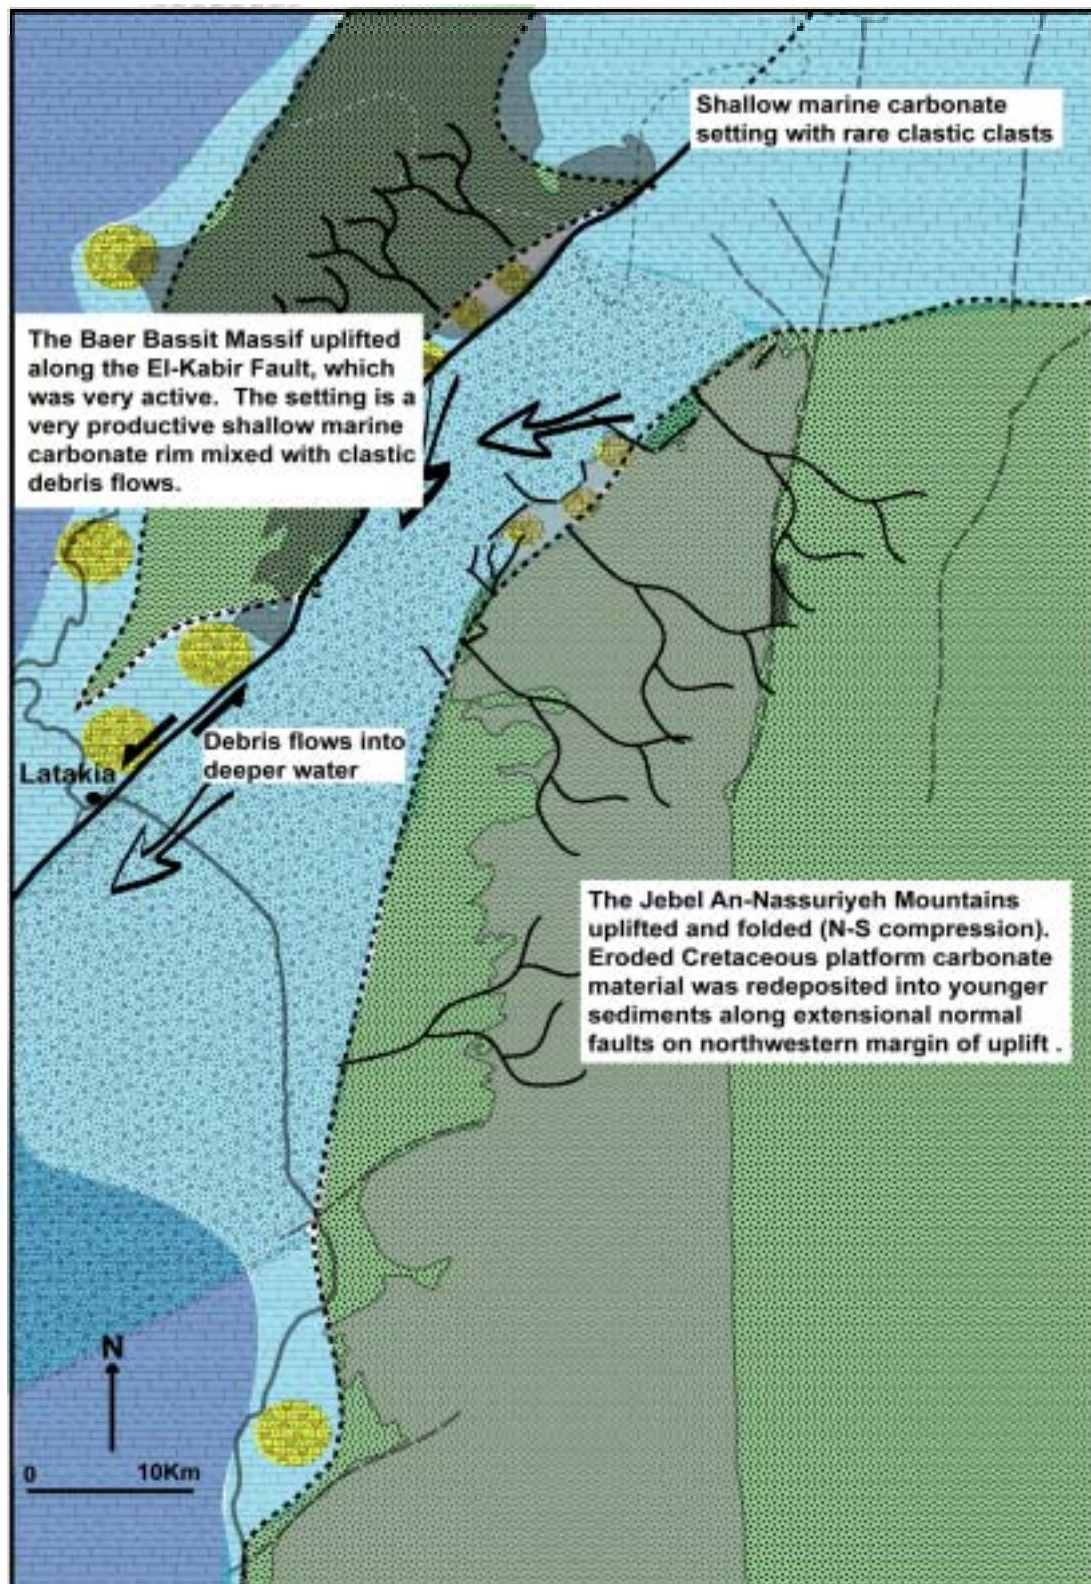 Shallow marine carbonate
setting with rare clastic clasts
The Baer Bassit Massif uplifted
along the El-Kabir Fault, which
was very active. The setting is a
very productive shallow marine
carbonate rim mixed with clastic
debris flows.
Debris flows into
deeper water
Latakia
The Jebel An-Nassuriyeh Mountains
uplifted and folded (N-S compression).
Eroded Cretaceous platform carbonate
material was redeposited into younger
sediments along extensional normal
faults on northwestern margin of uplift .
N
0 10Km